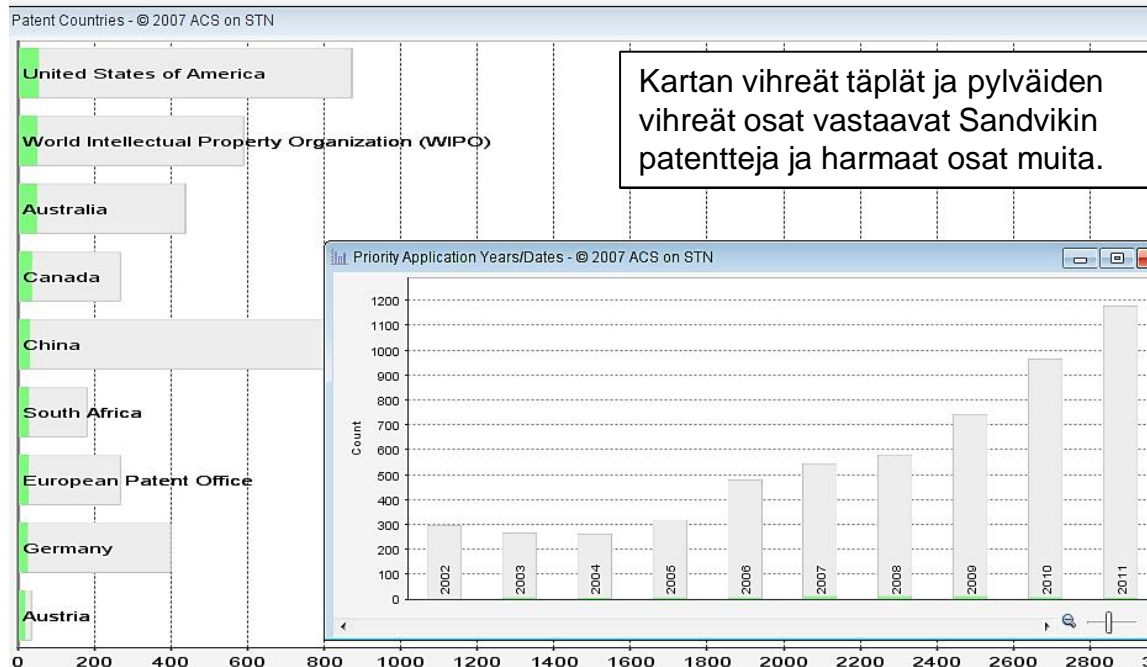 Patent Countries - © 2007 ACS on STN
United States of America
World Intellectual Property Organization (WIPO)
Australia
Canada
China
South Africa
European Patent Office
Germany
Austria
0 200 400 600 800 1000 1200 1400 1600 1800 2000 2200 2400 2600 2800
Kartan vihreät täplät ja pylväiden
vihreät osat vastaavat Sandvikin
patentteja ja harmaat osat muita.
Priority Application Years/Dates - © 2007 ACS on STN
Count
1200
1100
1000
900
800
700
600
500
400
300
200
100
0
2002 2003 2004 2005 2006 2007 2008 2009 2010 2011